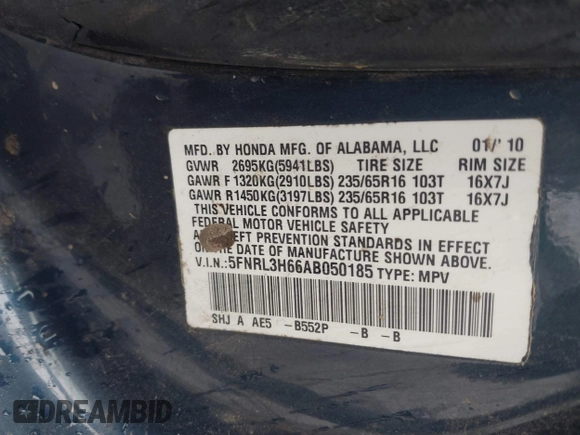 MFD. BY HONDA MFG. OF ALABAMA, LLC 01/' 10
GVWR 2695KG(5941LBS) TIRE SIZE RIM SIZE
GAWR F 1320KG(2910LBS) 235/65R16 103T 16X7J
GAWR R1450KG(3197LBS) 235/65R16 103T 16X7J
THIS VEHICLE CONFORMS TO ALL APPLICABLE
FEDERAL MOTOR VEHICLE SAFETY
THEFT PREVENTION STANDARDS IN EFFECT
ON THE DATE OF MANUFACTURE SHOWN ABOVE.
V.I.N.:5FNRL3H66AB050185 TYPE: MPV
SHJ A AE5 -B552P -B -B
DREAMBID